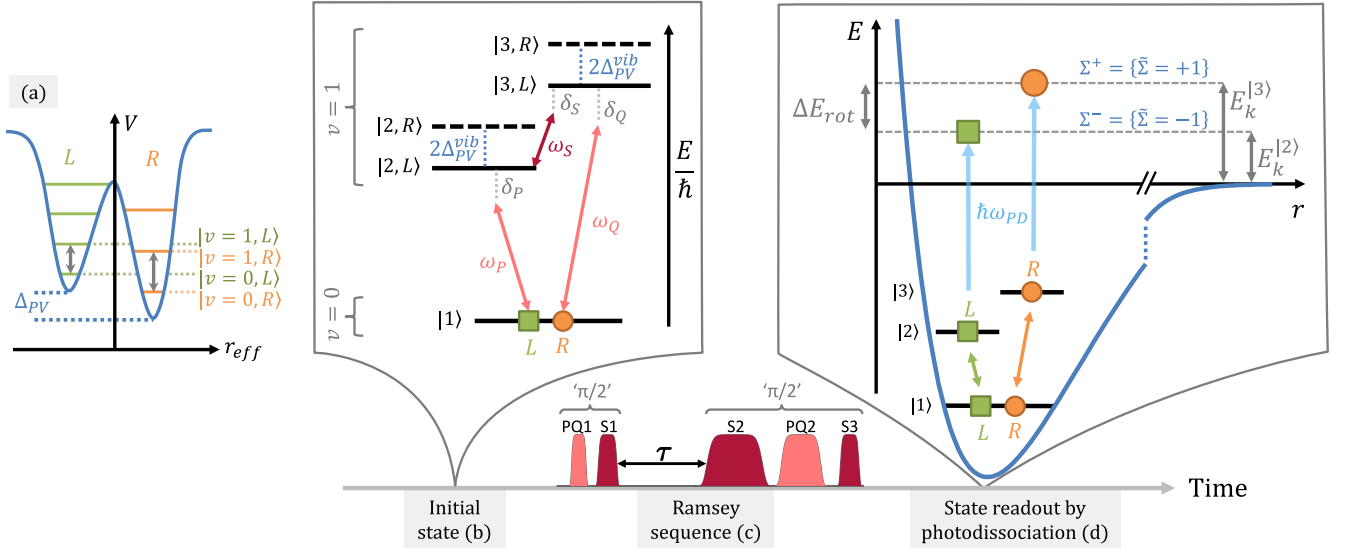 (a)
V
L
R
|v = 1, L⟩
|v = 1, R⟩
|v = 0, L⟩
|v = 0, R⟩
Δ_PV
r_eff
v = 1
v = 0
|3, R⟩
2Δ_PV^vib
|3, L⟩
δ_S
δ_Q
|2, R⟩
2Δ_PV^vib
|2, L⟩
ω_S
δ_P
E/ħ
ω_Q
ω_P
|1⟩
L
R
E
Σ⁺ = {Σ̃ = +1}
ΔE_rot
E_k^|3⟩
Σ⁻ = {Σ̃ = −1}
E_k^|2⟩
r
ħω_PD
R
|3⟩
L
|2⟩
|1⟩
L
R
‘π/2’
‘π/2’
PQ1
S1
S2
PQ2
S3
τ
Time
Initial
state (b)
Ramsey
sequence (c)
State readout by
photodissociation (d)